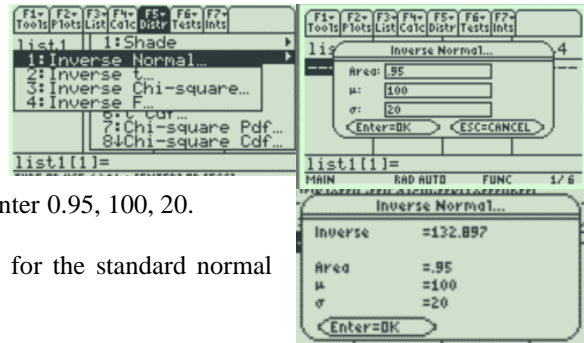 F1▾ F2▾ F3▾ F4▾ F5▾ F6▾ F7▾
Tools Plots List Calc Distr Tests Ints
list1 1:Shade ▸
1:Inverse Normal…
2:Inverse t…
3:Inverse Chi-square…
4:Inverse F…
7:Chi-square Pdf…
8↓Chi-square Cdf…
list1[1]=
F1▾ F2▾ F3▾ F4▾ F5▾ F6▾ F7▾
Tools Plots List Calc Distr Tests Ints
Inverse Normal…
Area: .95
μ: 100
σ: 20
Enter=OK ESC=CANCEL
list1[1]=
MAIN RAD AUTO FUNC 1/6
nter 0.95, 100, 20.
for the standard normal
Inverse Normal…
Inverse =132.897
Area =.95
μ =100
σ =20
Enter=OK